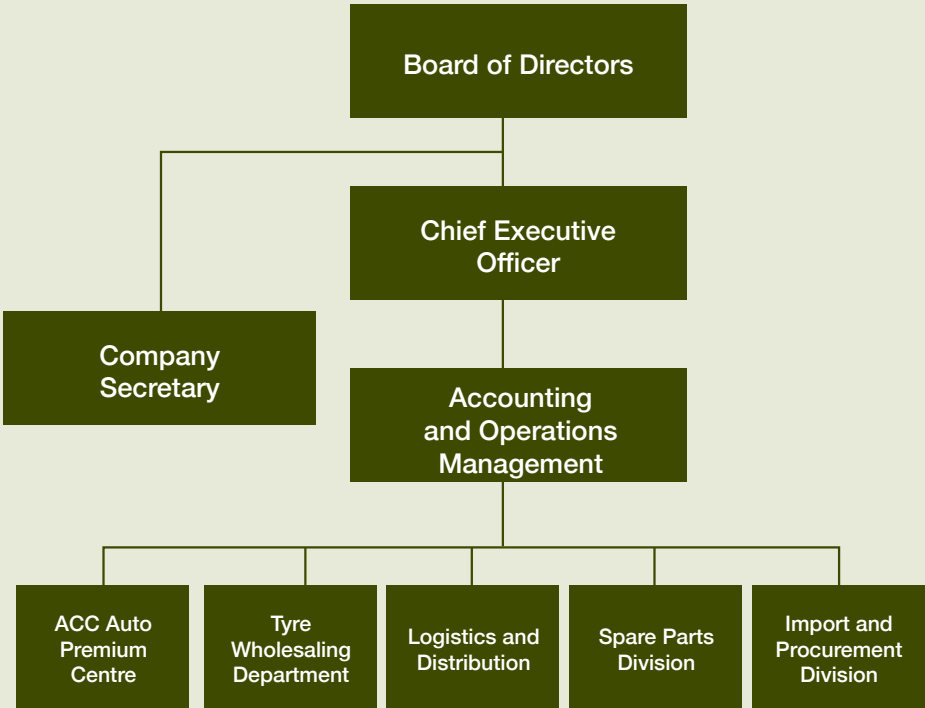 Board of Directors
Chief Executive
Officer
Company
Secretary
Accounting
and Operations
Management
ACC Auto
Premium
Centre
Tyre
Wholesaling
Department
Logistics and
Distribution
Spare Parts
Division
Import and
Procurement
Division